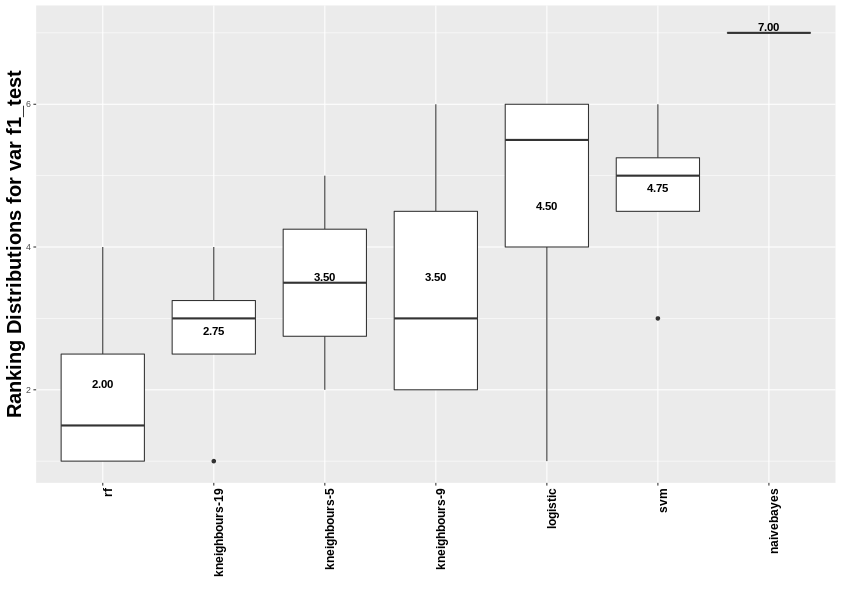 Ranking Distributions for var f1_test
7.00
6
4.50
4.75
4
3.50
3.50
2.75
2.00
2
rf
kneighbours-19
kneighbours-5
kneighbours-9
logistic
svm
naivebayes